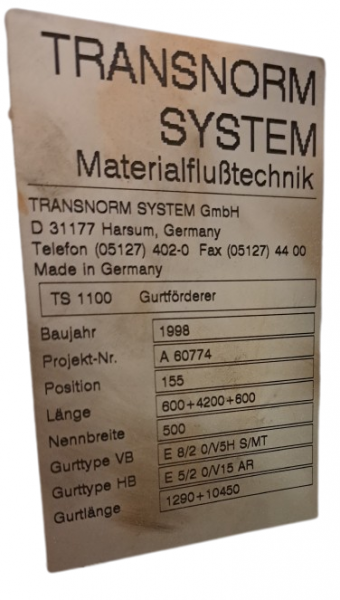 TRANSNORM
SYSTEM
Materialflußtechnik
TRANSNORM SYSTEM GmbH
D 31177 Harsum, Germany
Telefon (05127) 402-0 Fax (05127) 44 00
Made in Germany
TS 1100 Gurtförderer
Baujahr 1998
Projekt-Nr. A 60774
Position 155
Länge 600+4200+600
Nennbreite 500
Gurttype VB E 8/2 0/V5H S/MT
Gurttype HB E 5/2 0/V15 AR
Gurtlänge 1290+10450